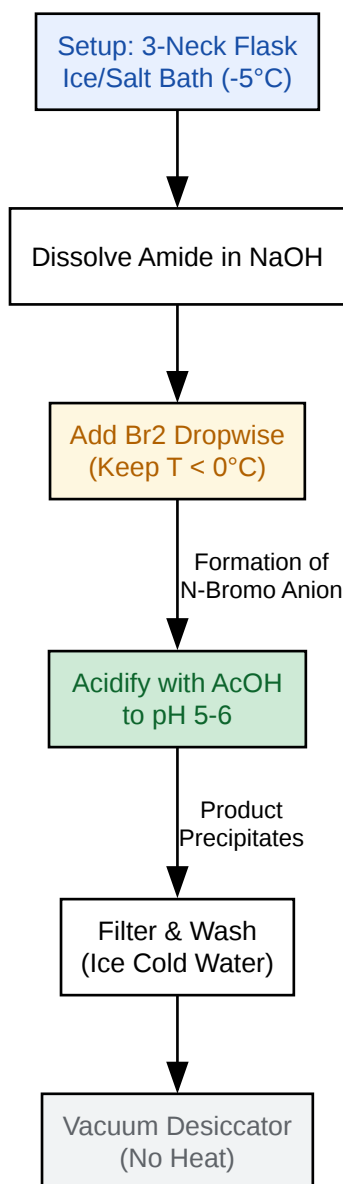 Setup: 3-Neck Flask
Ice/Salt Bath (-5°C)
Dissolve Amide in NaOH
Add Br2 Dropwise
(Keep T < 0°C)
Formation of
N-Bromo Anion
Acidify with AcOH
to pH 5-6
Product
Precipitates
Filter & Wash
(Ice Cold Water)
Vacuum Desiccator
(No Heat)